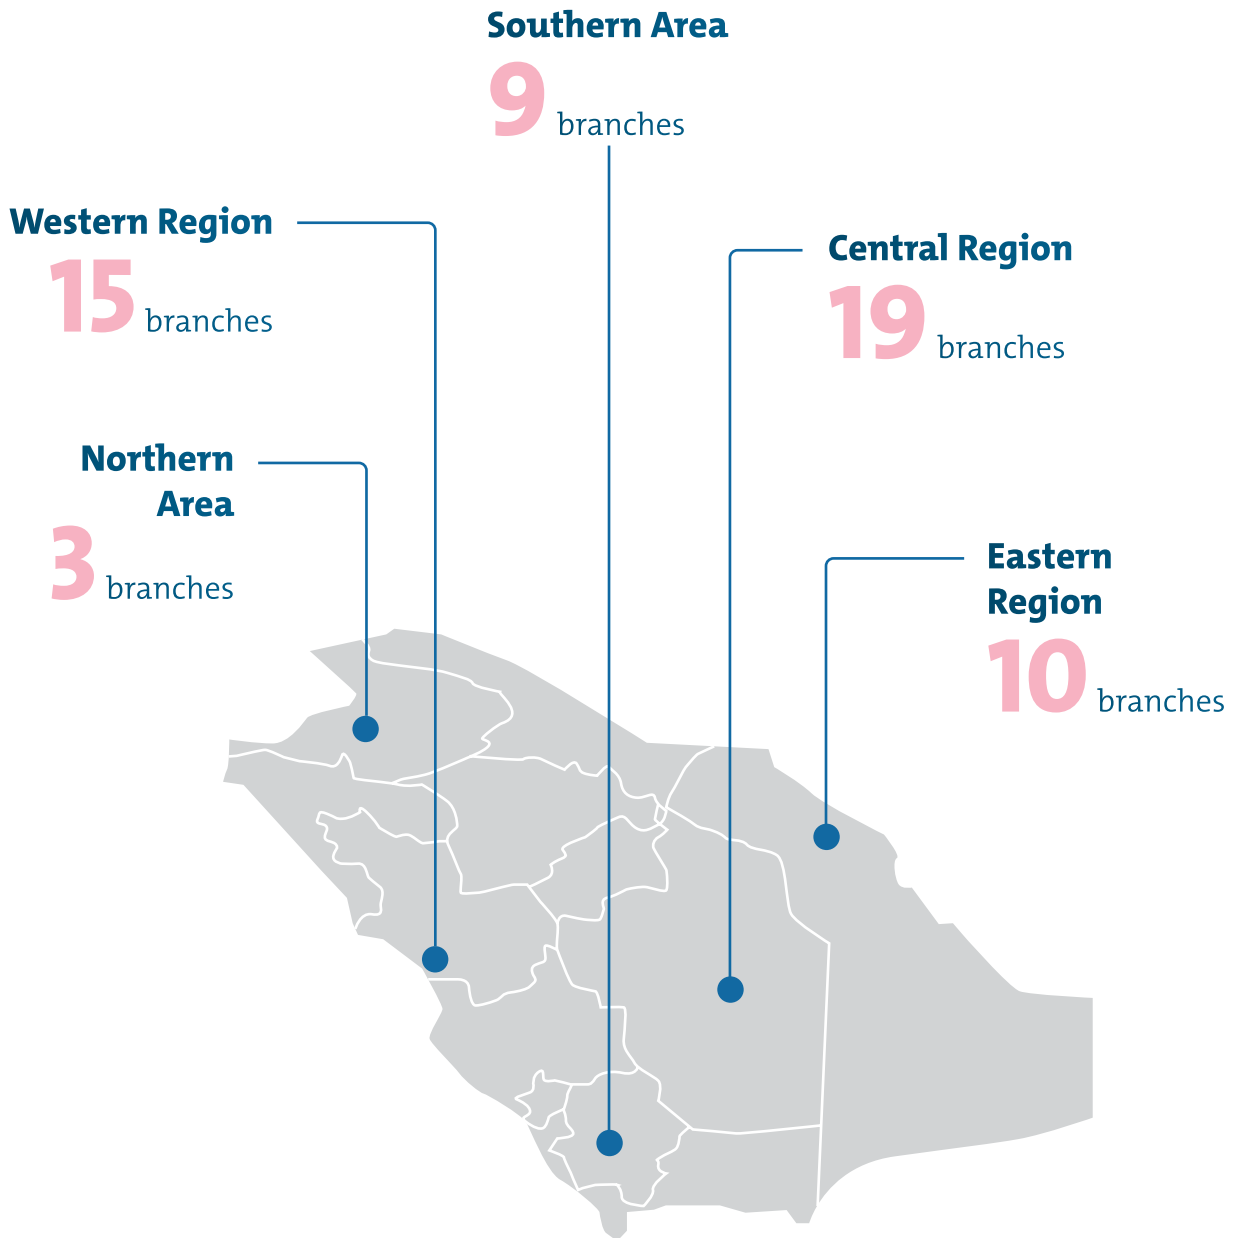 Southern Area
9 branches
Western Region
15 branches
Central Region
19 branches
Northern
Area
3 branches
Eastern
Region
10 branches